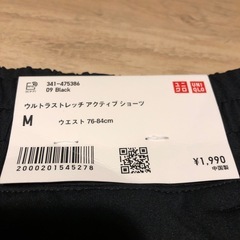 341-475386
09 Black
ユニクロ
UNIQLO
ウルトラストレッチ アクティブ ショーツ
M
ウエスト 76-84cm
¥1,990
中国製
2000201545278